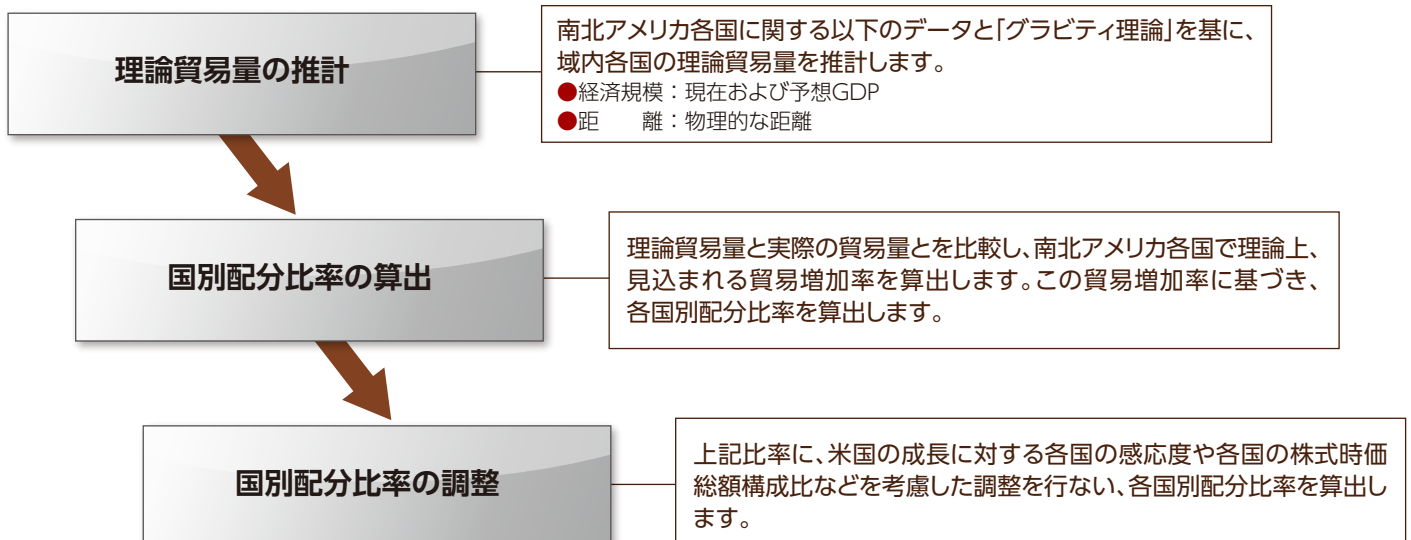 理論貿易量の推計
南北アメリカ各国に関する以下のデータと「グラビティ理論」を基に、
域内各国の理論貿易量を推計します。
●経済規模：現在および予想GDP
●距　　離：物理的な距離
国別配分比率の算出
理論貿易量と実際の貿易量とを比較し、南北アメリカ各国で理論上、
見込まれる貿易増加率を算出します。この貿易増加率に基づき、
各国別配分比率を算出します。
国別配分比率の調整
上記比率に、米国の成長に対する各国の感応度や各国の株式時価
総額構成比などを考慮した調整を行ない、各国別配分比率を算出し
ます。